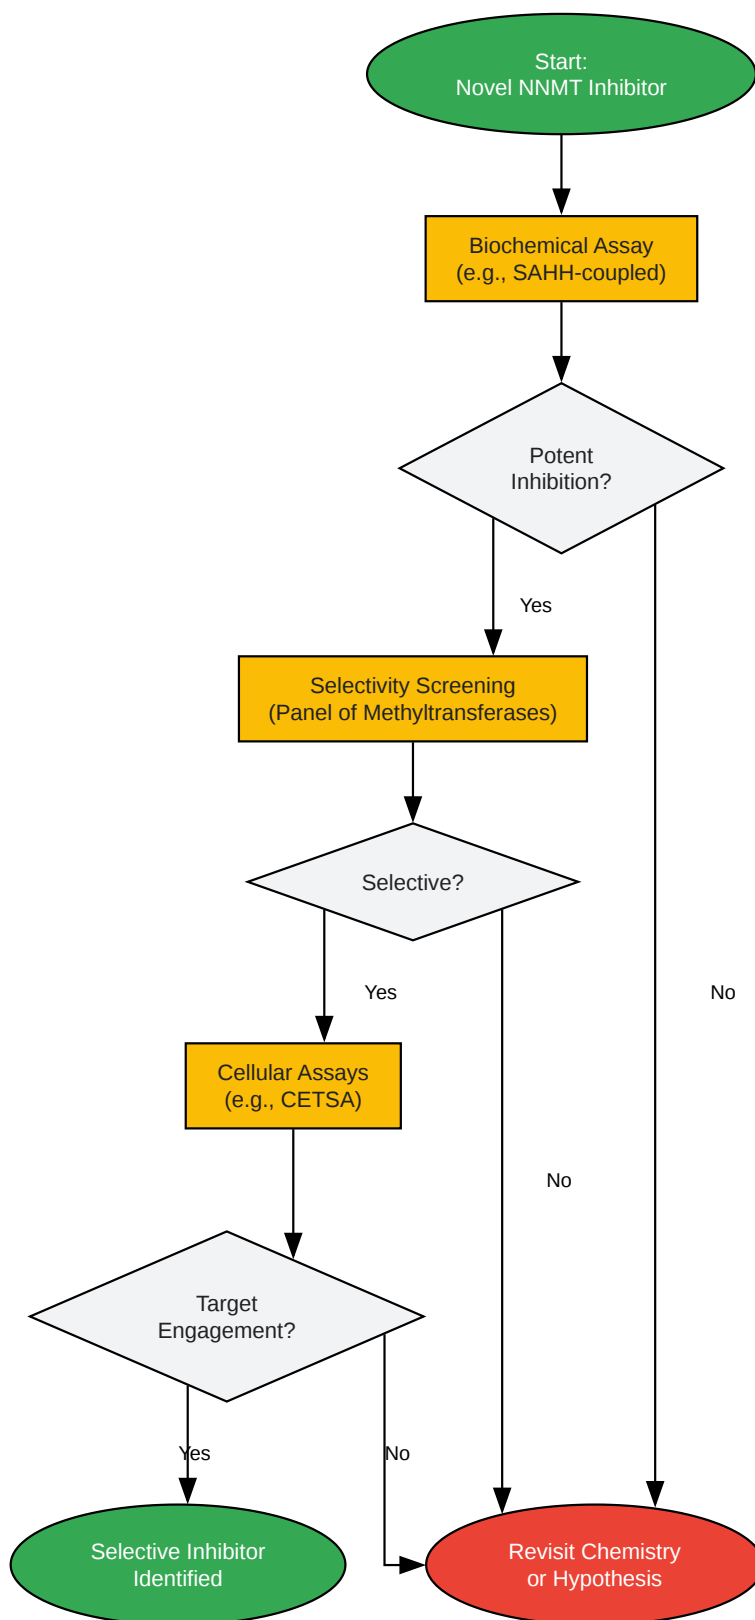 Start:
Novel NNMT Inhibitor
Biochemical Assay
(e.g., SAHH-coupled)
Potent
Inhibition?
Yes
Selectivity Screening
(Panel of Methyltransferases)
Selective?
Yes
No
Cellular Assays
(e.g., CETSA)
No
Target
Engagement?
Yes
No
Selective Inhibitor
Identified
Revisit Chemistry
or Hypothesis